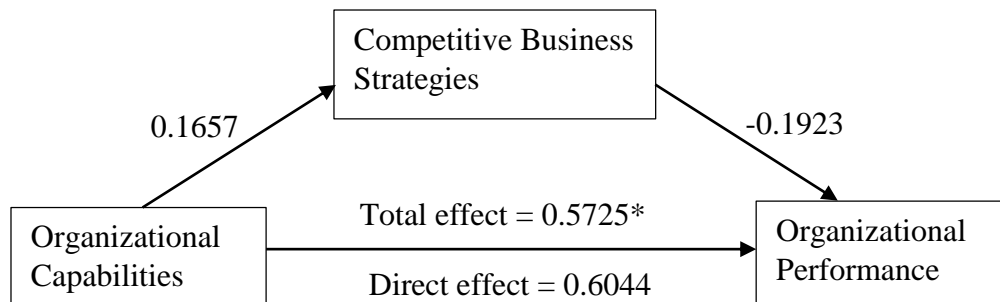 Competitive Business
Strategies
0.1657
-0.1923
Total effect = 0.5725*
Organizational
Capabilities
Organizational
Performance
Direct effect = 0.6044